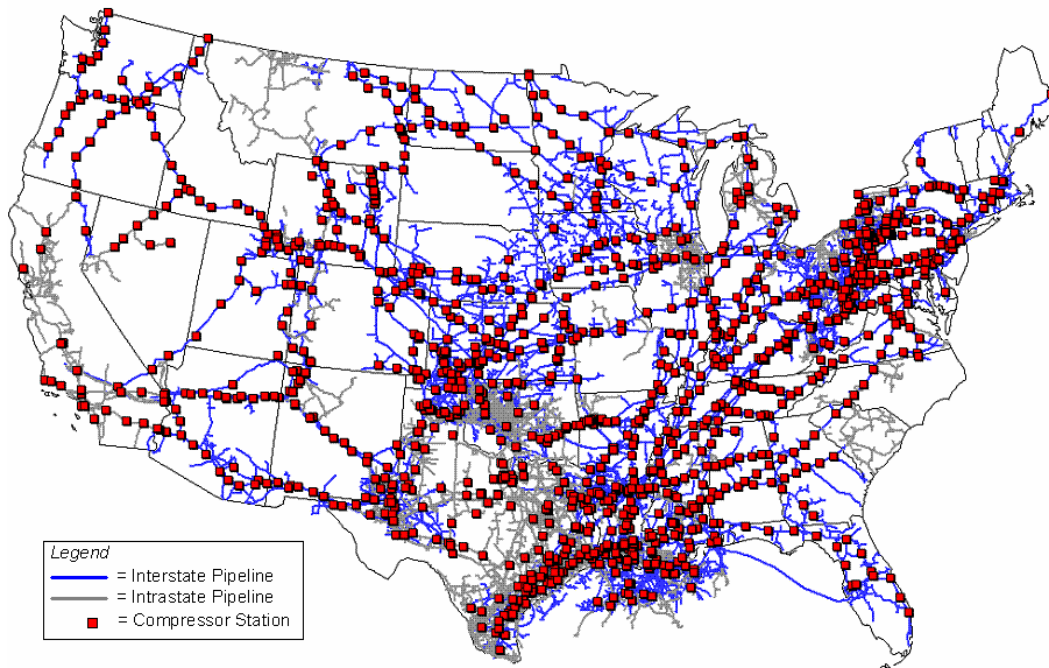 Legend
= Interstate Pipeline
= Intrastate Pipeline
= Compressor Station